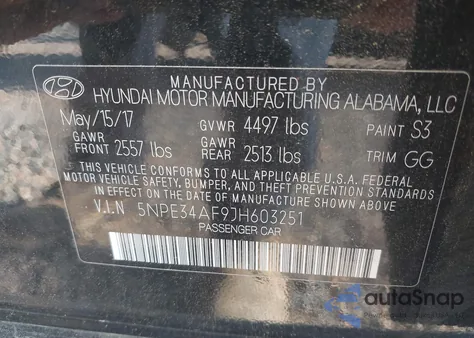 MANUFACTURED BY
HYUNDAI MOTOR MANUFACTURING ALABAMA, LLC
May/15/17 GVWR 4497 lbs PAINT S3
GAWR FRONT 2557 lbs GAWR REAR 2513 lbs TRIM GG
THIS VEHICLE CONFORMS TO ALL APPLICABLE U.S.A. FEDERAL
MOTOR VEHICLE SAFETY, BUMPER, AND THEFT PREVENTION STANDARDS
IN EFFECT ON THE DATE OF MANUFACTURE SHOWN ABOVE.
V.I.N 5NPE34AF9JH603251
PASSENGER CAR
autoSnap